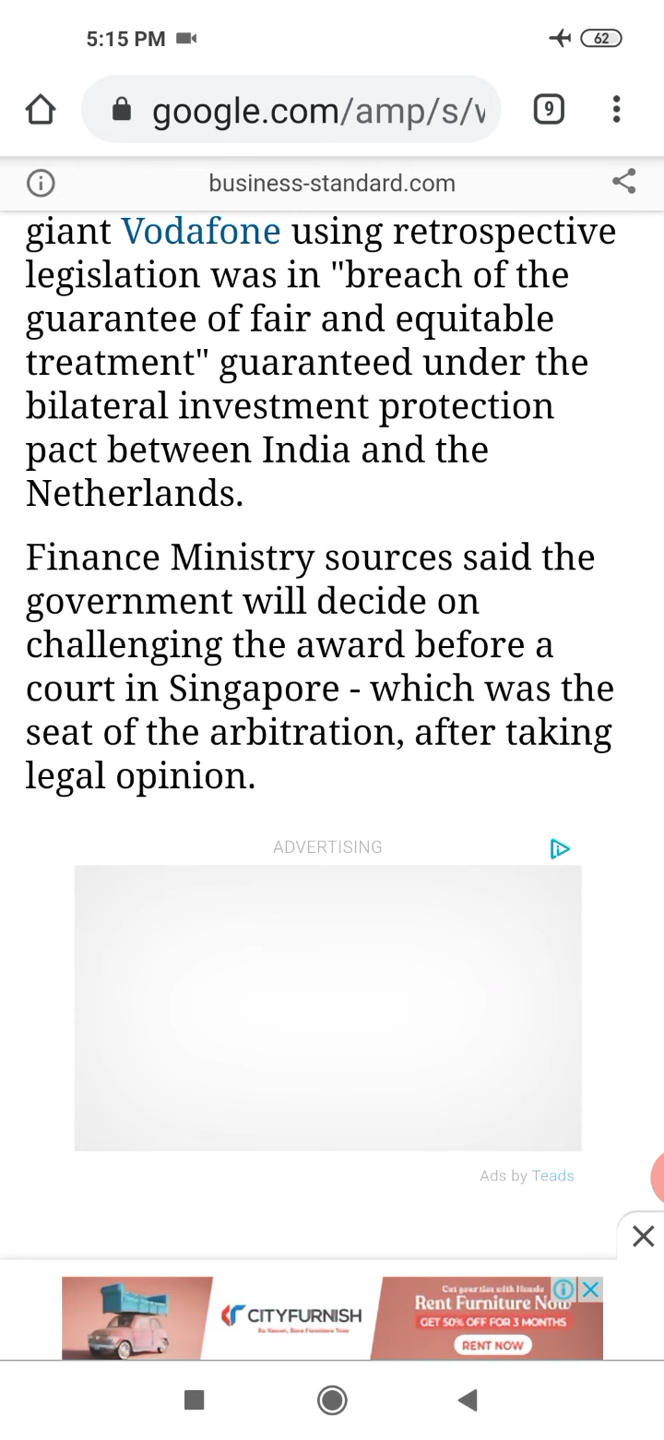 5:15 PM
62
google.com/amp/s/v
9
business-standard.com
giant Vodafone using retrospective
legislation was in "breach of the
guarantee of fair and equitable
treatment" guaranteed under the
bilateral investment protection
pact between India and the
Netherlands.
Finance Ministry sources said the
government will decide on
challenging the award before a
court in Singapore - which was the
seat of the arbitration, after taking
legal opinion.
ADVERTISING
Ads by Teads
CITYFURNISH
Rent Furniture Now
GET 50% OFF FOR 3 MONTHS
RENT NOW